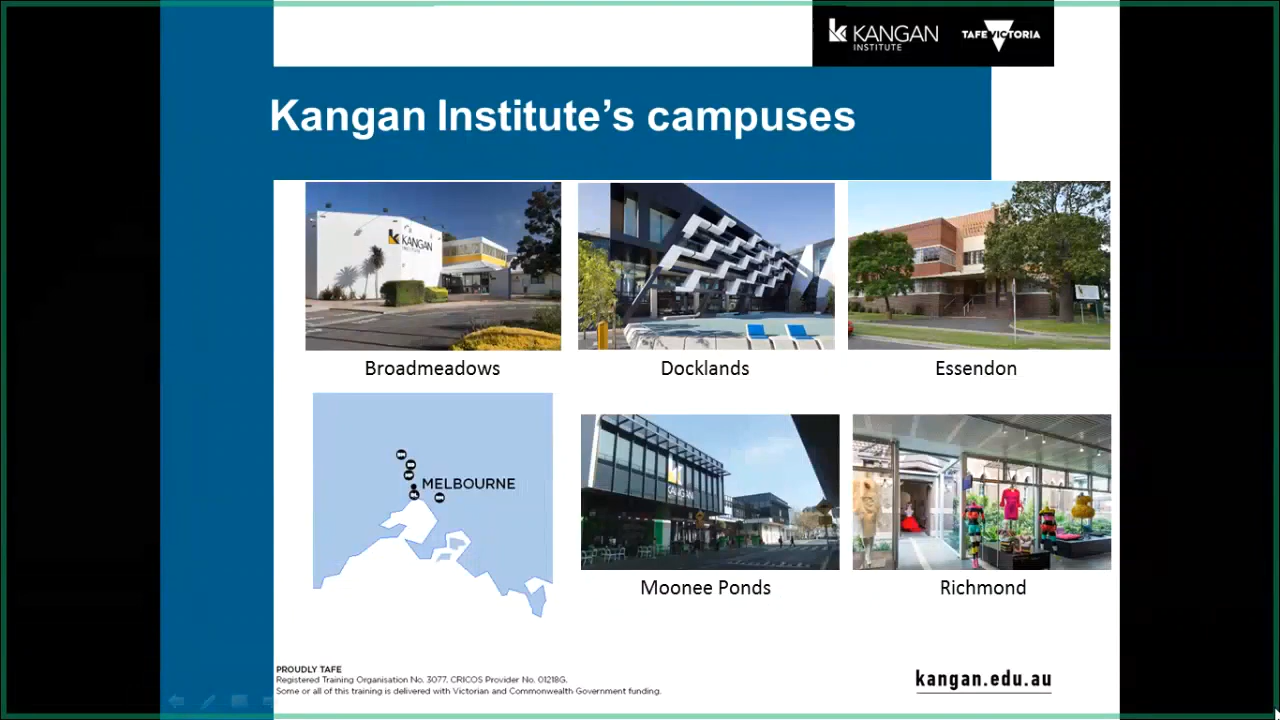 KANGAN
INSTITUTE
TAFE VICTORIA
Kangan Institute’s campuses
KANGAN
Broadmeadows
Docklands
Essendon
MELBOURNE
KANGAN
Moonee Ponds
Richmond
PROUDLY TAFE
Registered Training Organisation No. 3077. CRICOS Provider No. 01218G.
Some or all of this training is delivered with Victorian and Commonwealth Government funding.
kangan.edu.au